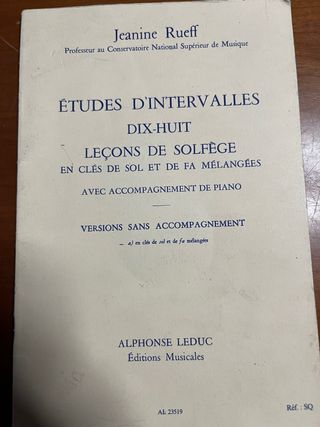 Jeanine Rueff
Professeur au Conservatoire National Supérieur de Musique
ÉTUDES D'INTERVALLES
DIX-HUIT
LEÇONS DE SOLFÈGE
EN CLÉS DE SOL ET DE FA MÉLANGÉES
AVEC ACCOMPAGNEMENT DE PIANO
VERSIONS SANS ACCOMPAGNEMENT
– a) en clés de sol et de fa mélangées
ALPHONSE LEDUC
Éditions Musicales
AL 23519
Réf.: SQ